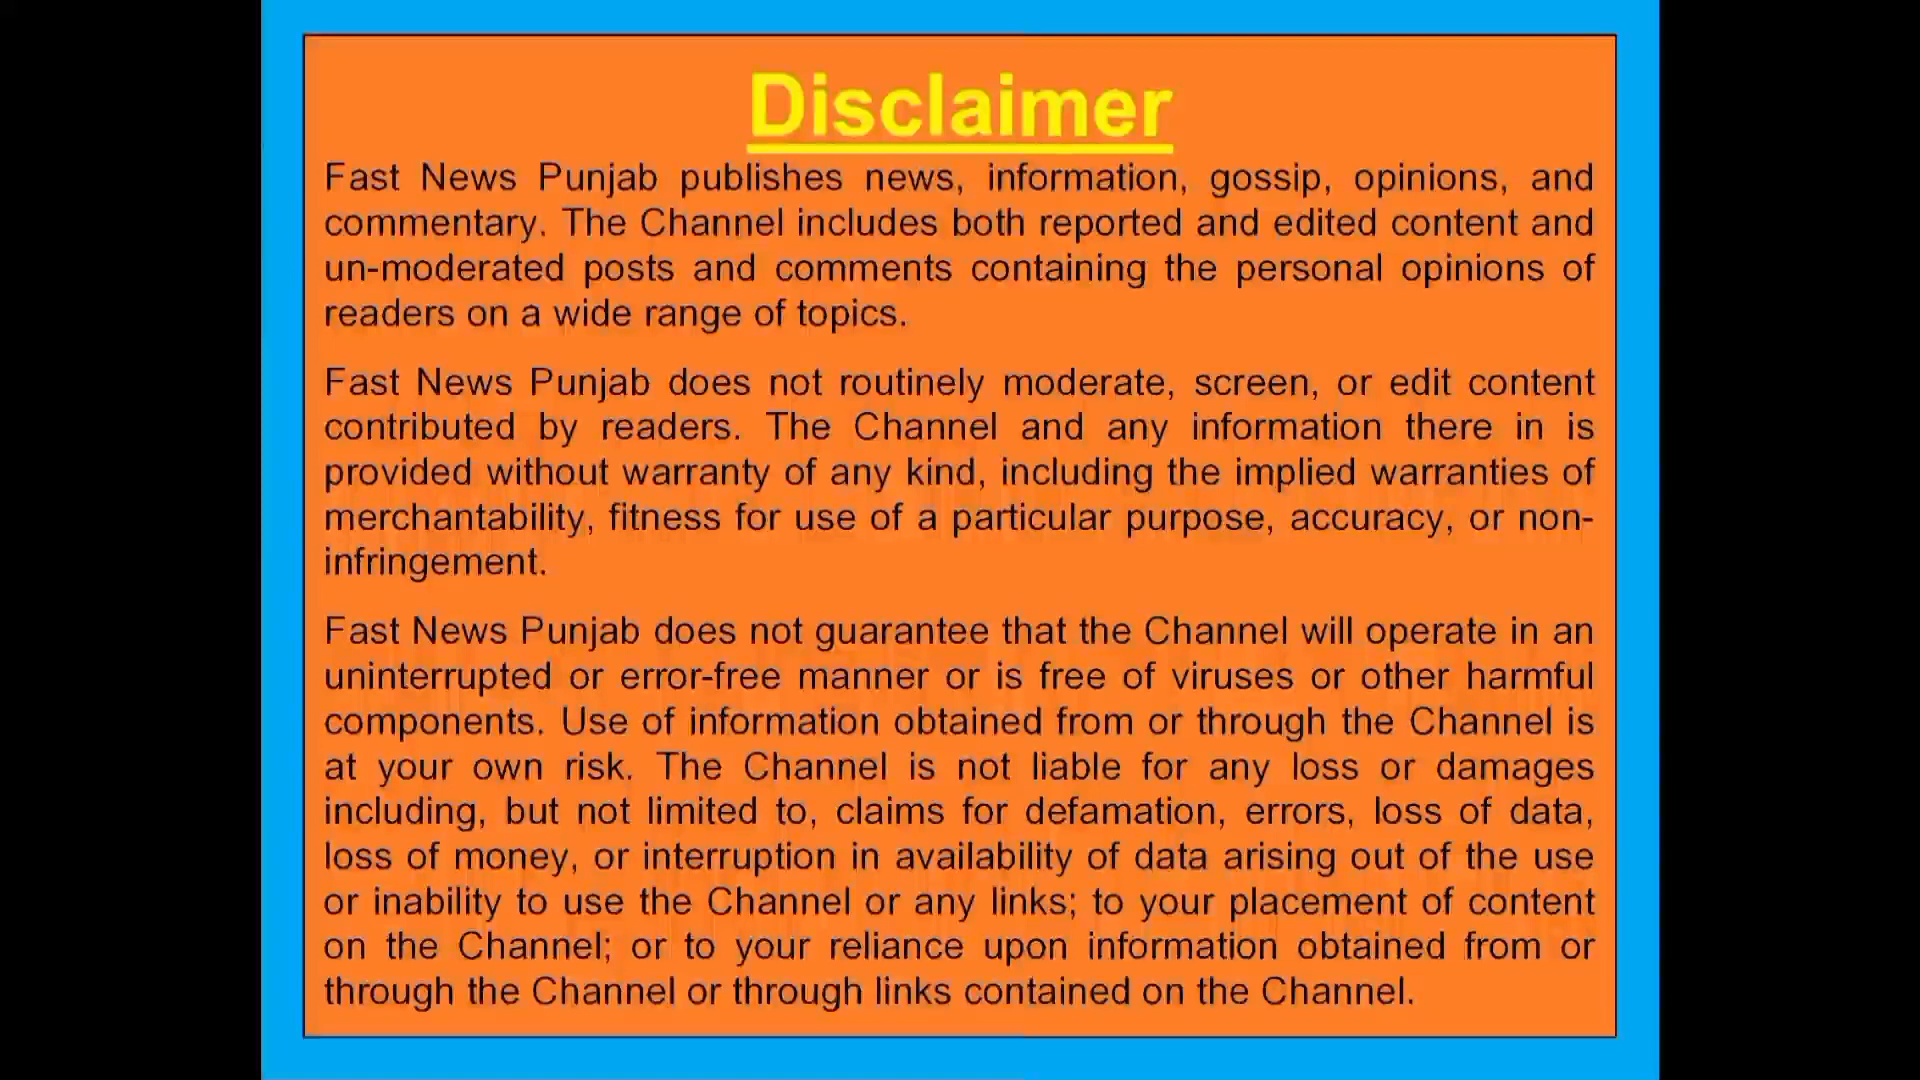 Disclaimer
Fast News Punjab publishes news, information, gossip, opinions, and
commentary. The Channel includes both reported and edited content and
un-moderated posts and comments containing the personal opinions of
readers on a wide range of topics.
Fast News Punjab does not routinely moderate, screen, or edit content
contributed by readers. The Channel and any information there in is
provided without warranty of any kind, including the implied warranties of
merchantability, fitness for use of a particular purpose, accuracy, or non-
infringement.
Fast News Punjab does not guarantee that the Channel will operate in an
uninterrupted or error-free manner or is free of viruses or other harmful
components. Use of information obtained from or through the Channel is
at your own risk. The Channel is not liable for any loss or damages
including, but not limited to, claims for defamation, errors, loss of data,
loss of money, or interruption in availability of data arising out of the use
or inability to use the Channel or any links; to your placement of content
on the Channel; or to your reliance upon information obtained from or
through the Channel or through links contained on the Channel.